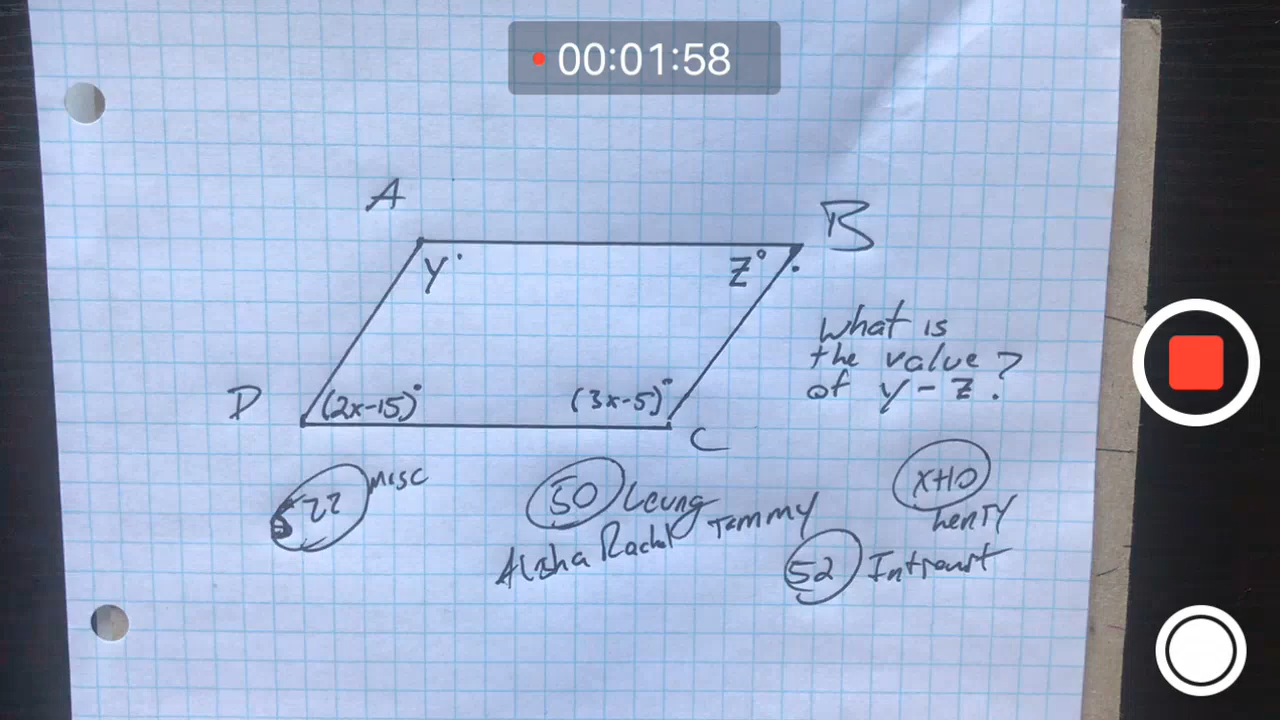 00:01:58
A
B
y°
z°
What is
the value
of y - z?
D
(2x-15)°
(3x-5)°
C
22
Misc
50
Leung
Tammy
Alisha Rachel
x+10
henry
52